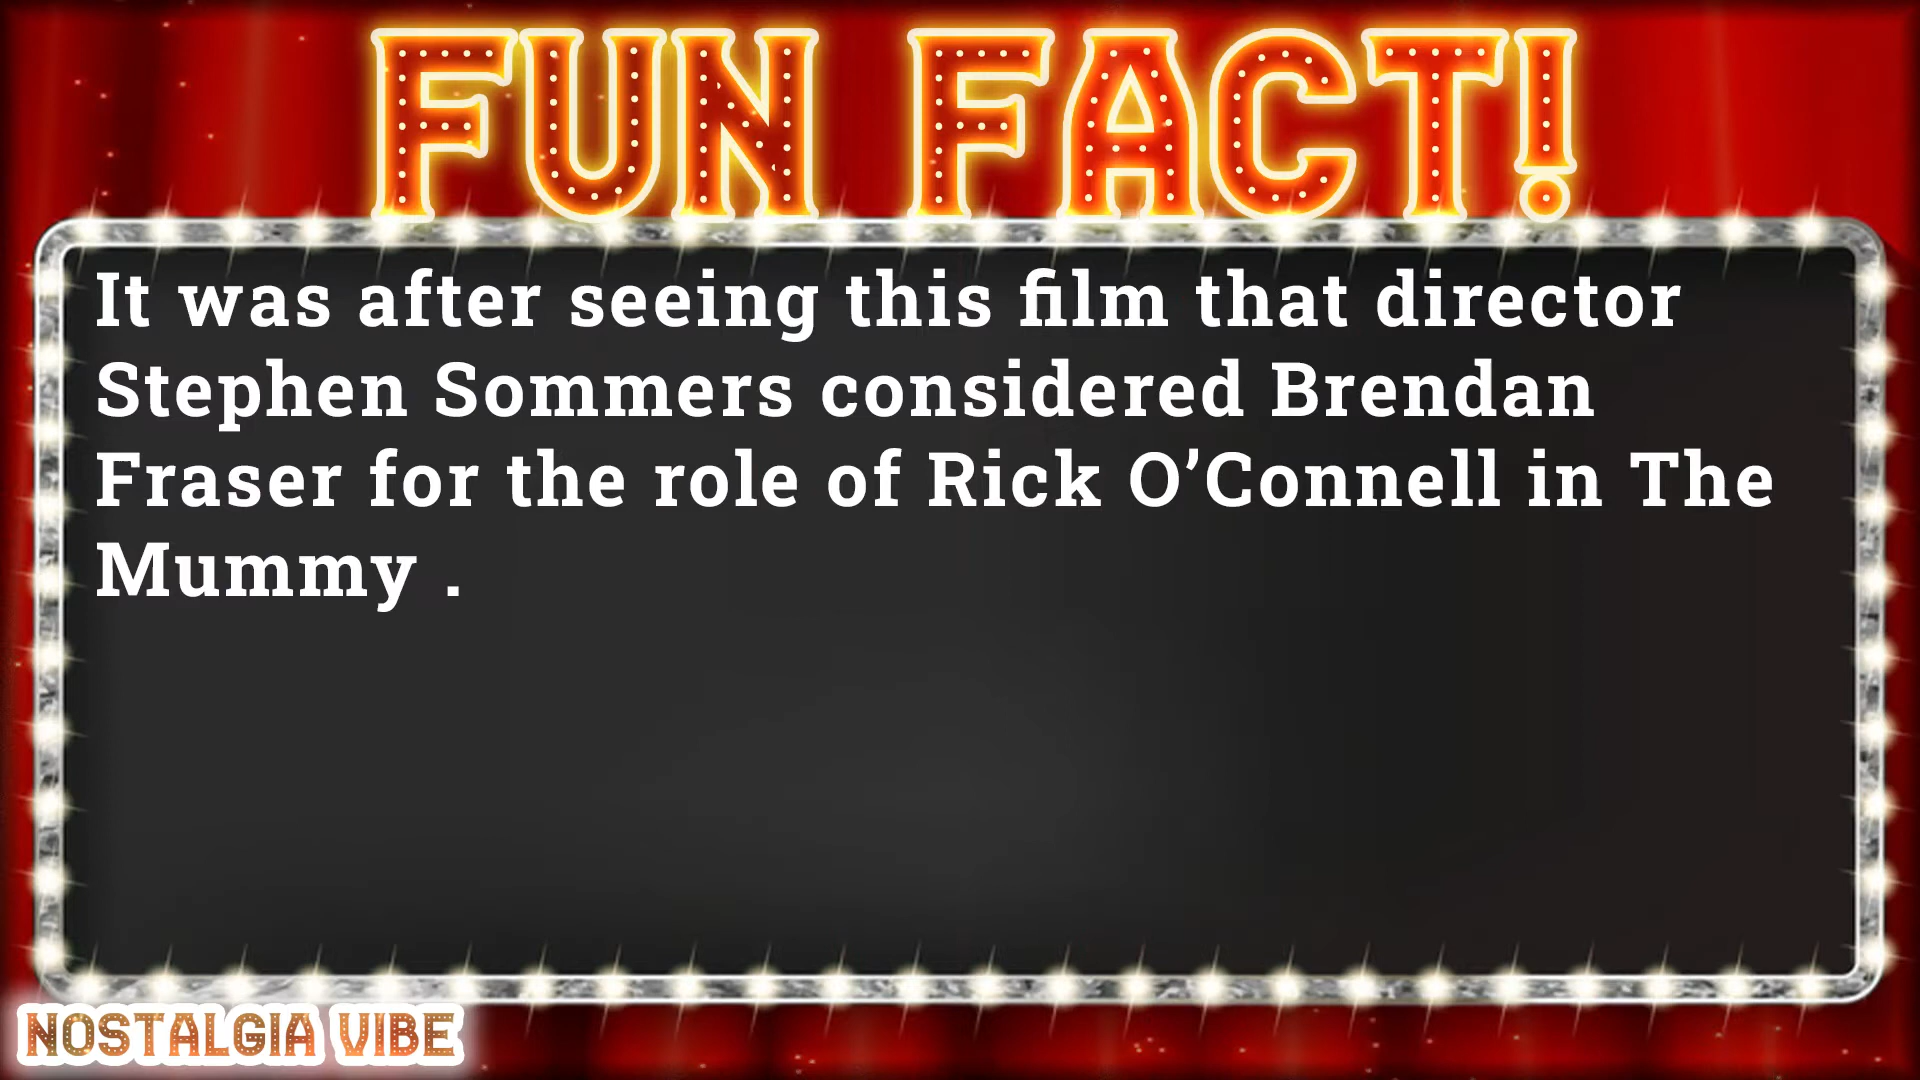 FUN FACT!
It was after seeing this film that director
Stephen Sommers considered Brendan
Fraser for the role of Rick O’Connell in The
Mummy .
NOSTALGIA VIBE